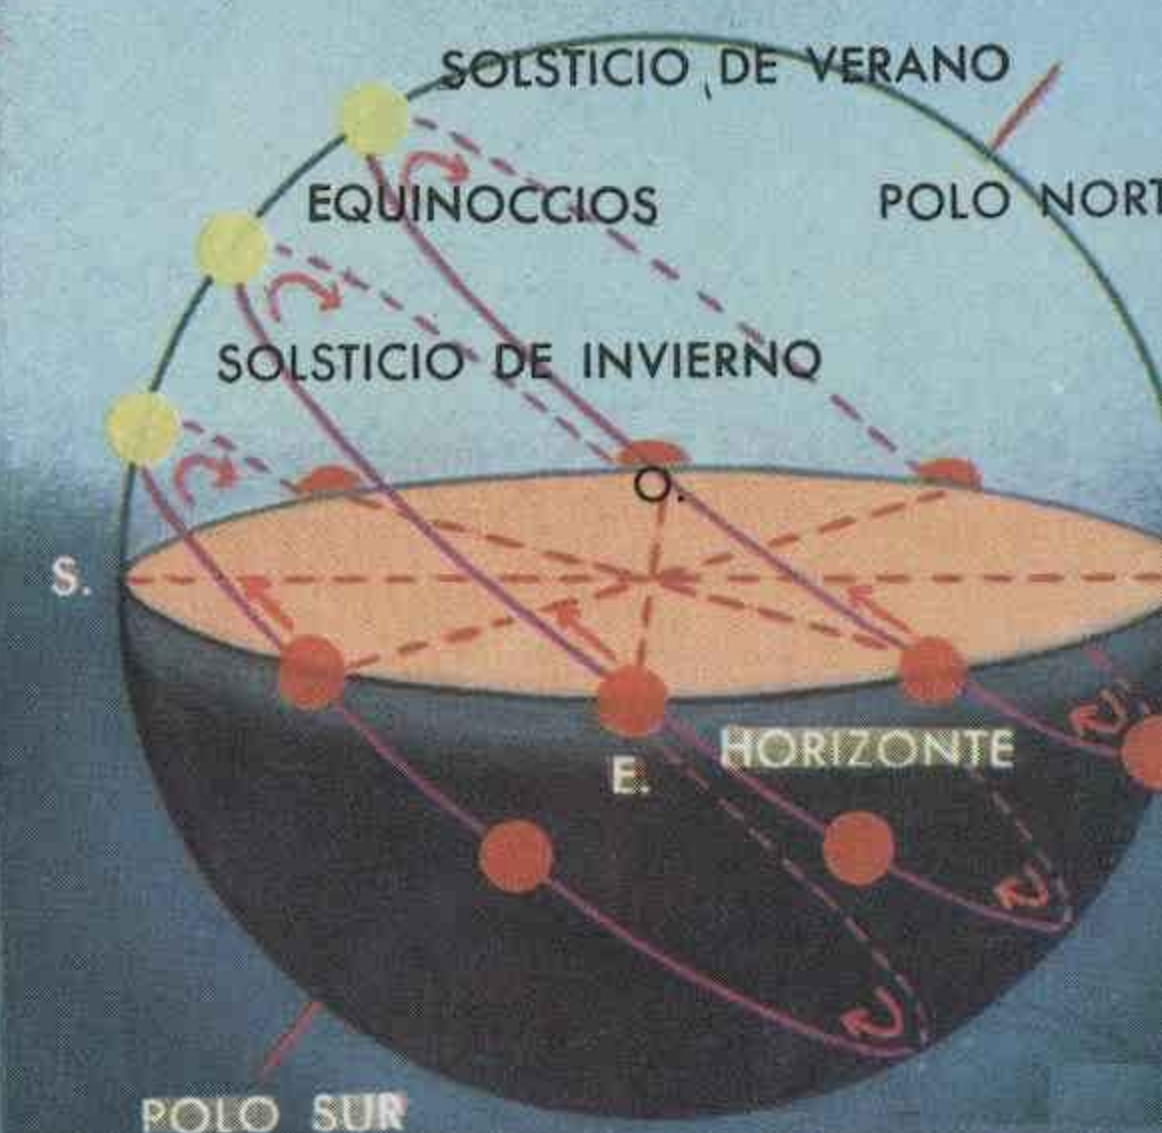 SOLSTICIO DE VERANO
EQUINOCCIOS
POLO NORT
SOLSTICIO DE INVIERNO
O.
S.
HORIZONTE
E.
POLO SUR